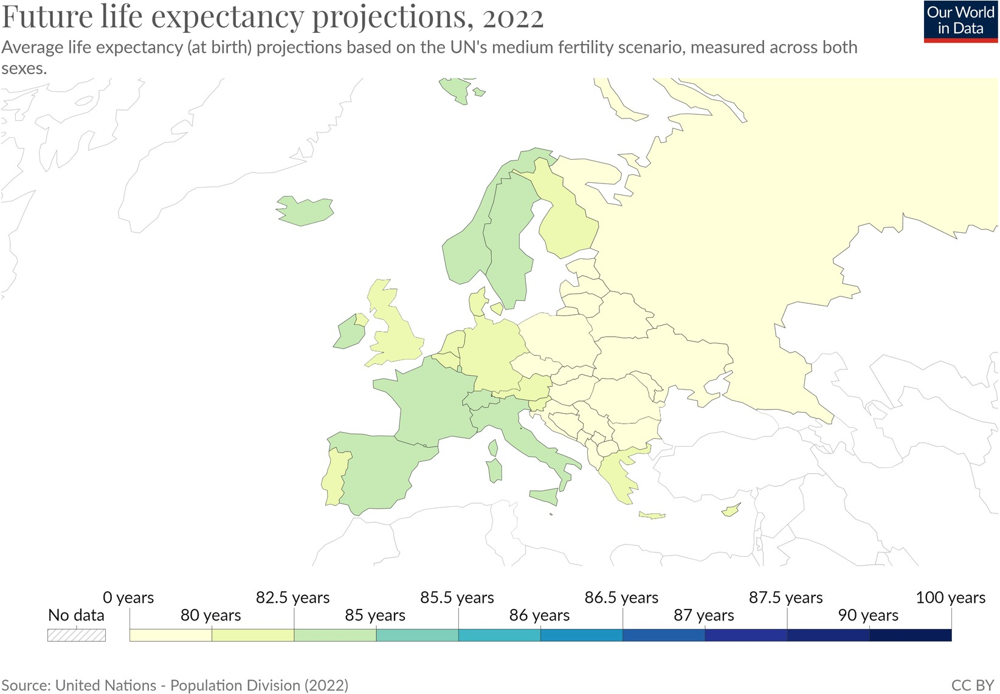 Future life expectancy projections, 2022
Our World
in Data
Average life expectancy (at birth) projections based on the UN's medium fertility scenario, measured across both
sexes.
0 years 82.5 years 85.5 years 86.5 years 87.5 years 100 years
No data 80 years 85 years 86 years 87 years 90 years
Source: United Nations - Population Division (2022) CC BY